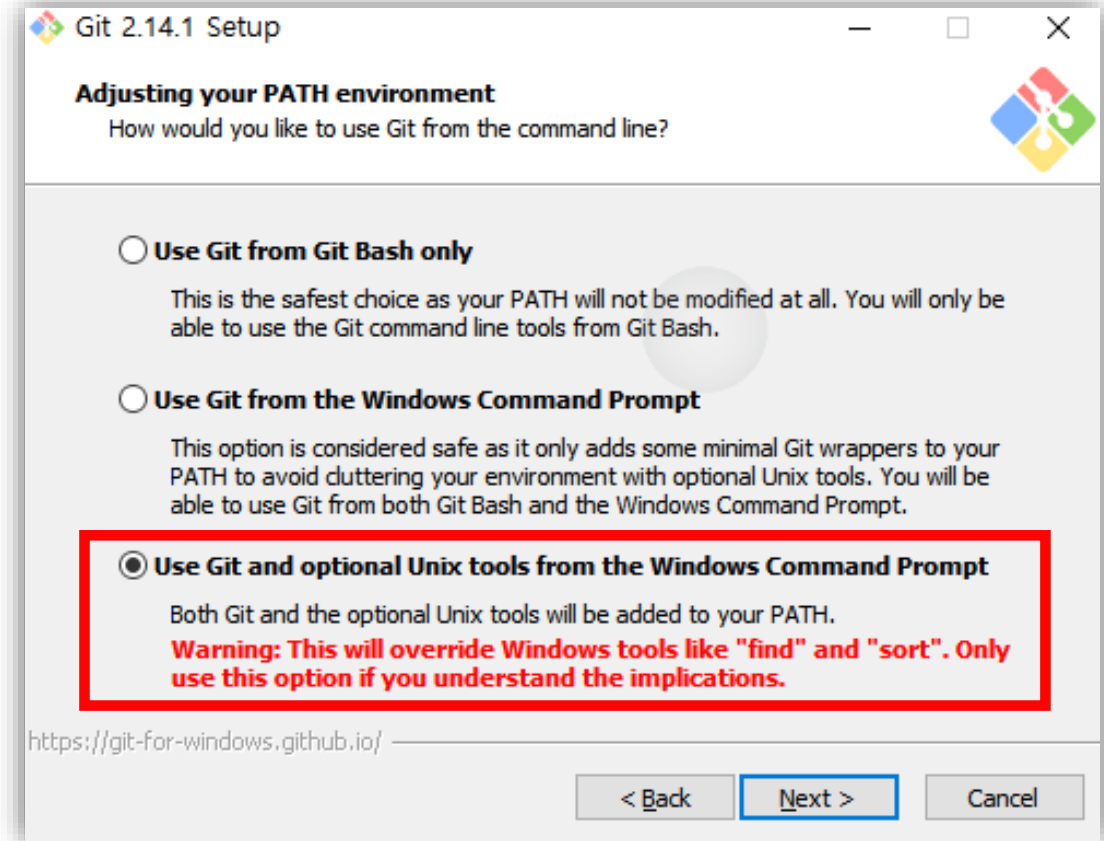 Git 2.14.1 Setup
Adjusting your PATH environment
How would you like to use Git from the command line?
Use Git from Git Bash only
This is the safest choice as your PATH will not be modified at all. You will only be
able to use the Git command line tools from Git Bash.
Use Git from the Windows Command Prompt
This option is considered safe as it only adds some minimal Git wrappers to your
PATH to avoid cluttering your environment with optional Unix tools. You will be
able to use Git from both Git Bash and the Windows Command Prompt.
Use Git and optional Unix tools from the Windows Command Prompt
Both Git and the optional Unix tools will be added to your PATH.
Warning: This will override Windows tools like "find" and "sort". Only
use this option if you understand the implications.
https://git-for-windows.github.io/
< Back Next > Cancel